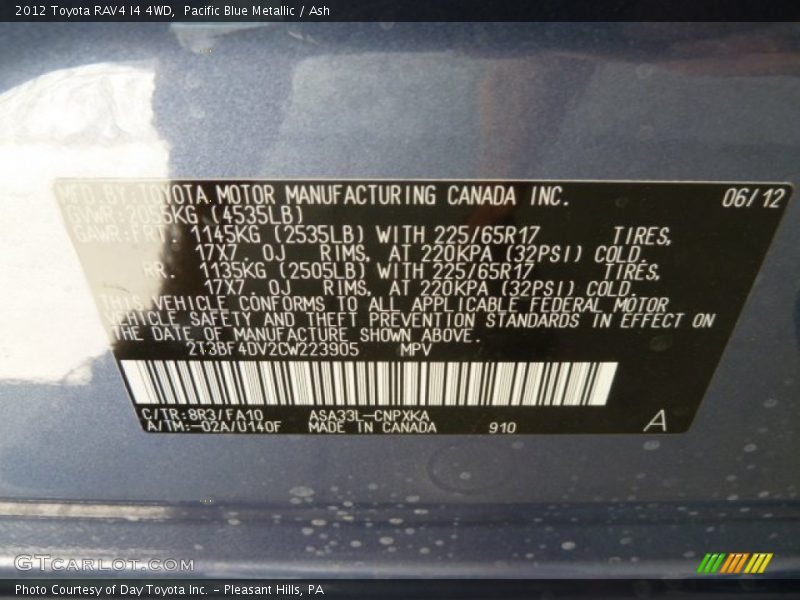 2012 Toyota RAV4 I4 4WD, Pacific Blue Metallic / Ash
MFD. BY: TOYOTA MOTOR MANUFACTURING CANADA INC. 06/12
GVWR: 2055KG (4535LB)
GAWR: FRT. 1145KG (2535LB) WITH 225/65R17 TIRES,
17X7. OJ RIMS, AT 220KPA (32PSI) COLD.
RR. 1135KG (2505LB) WITH 225/65R17 TIRES,
17X7. OJ RIMS, AT 220KPA (32PSI) COLD.
THIS VEHICLE CONFORMS TO ALL APPLICABLE FEDERAL MOTOR
VEHICLE SAFETY AND THEFT PREVENTION STANDARDS IN EFFECT ON
THE DATE OF MANUFACTURE SHOWN ABOVE.
2T3BF4DV2CW223905 MPV
C/TR:8R3/FA10 ASA33L-CNPXKA
A/TM:-02A/U140F MADE IN CANADA 910 A
GTCARLOT.COM
Photo Courtesy of Day Toyota Inc. - Pleasant Hills, PA